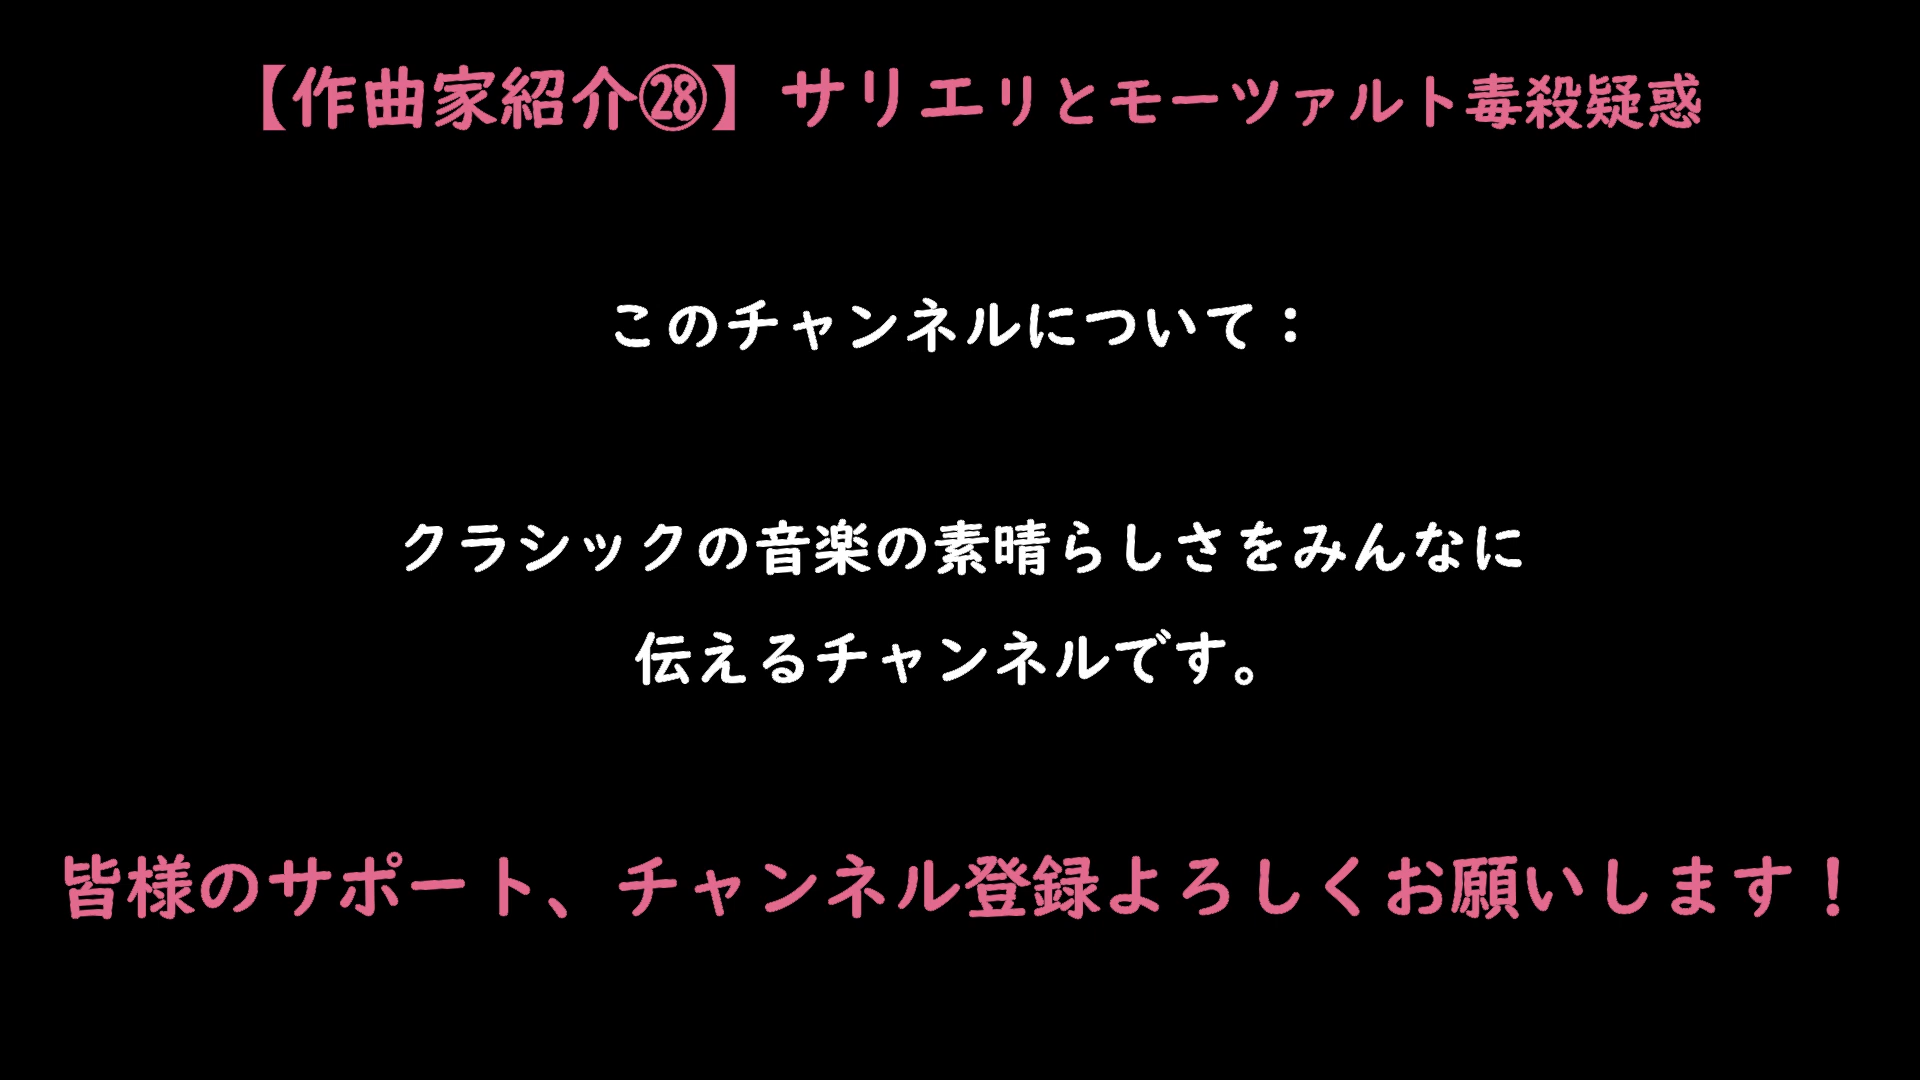 【作曲家紹介㉘】サリエリとモーツァルト毒殺疑惑
このチャンネルについて：
クラシックの音楽の素晴らしさをみんなに
伝えるチャンネルです。
皆様のサポート、チャンネル登録よろしくお願いします！